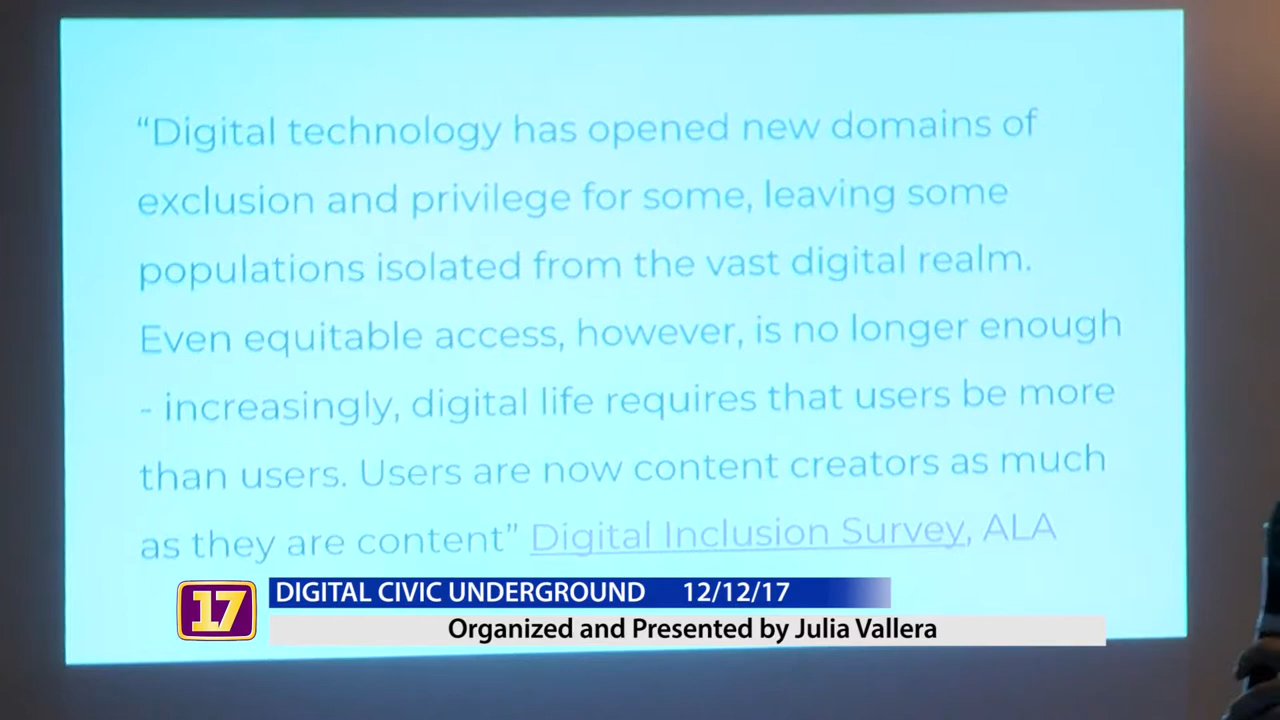 “Digital technology has opened new domains of
exclusion and privilege for some, leaving some
populations isolated from the vast digital realm.
Even equitable access, however, is no longer enough
- increasingly, digital life requires that users be more
than users. Users are now content creators as much
as they are content” Digital Inclusion Survey, ALA
17
DIGITAL CIVIC UNDERGROUND 12/12/17
Organized and Presented by Julia Vallera